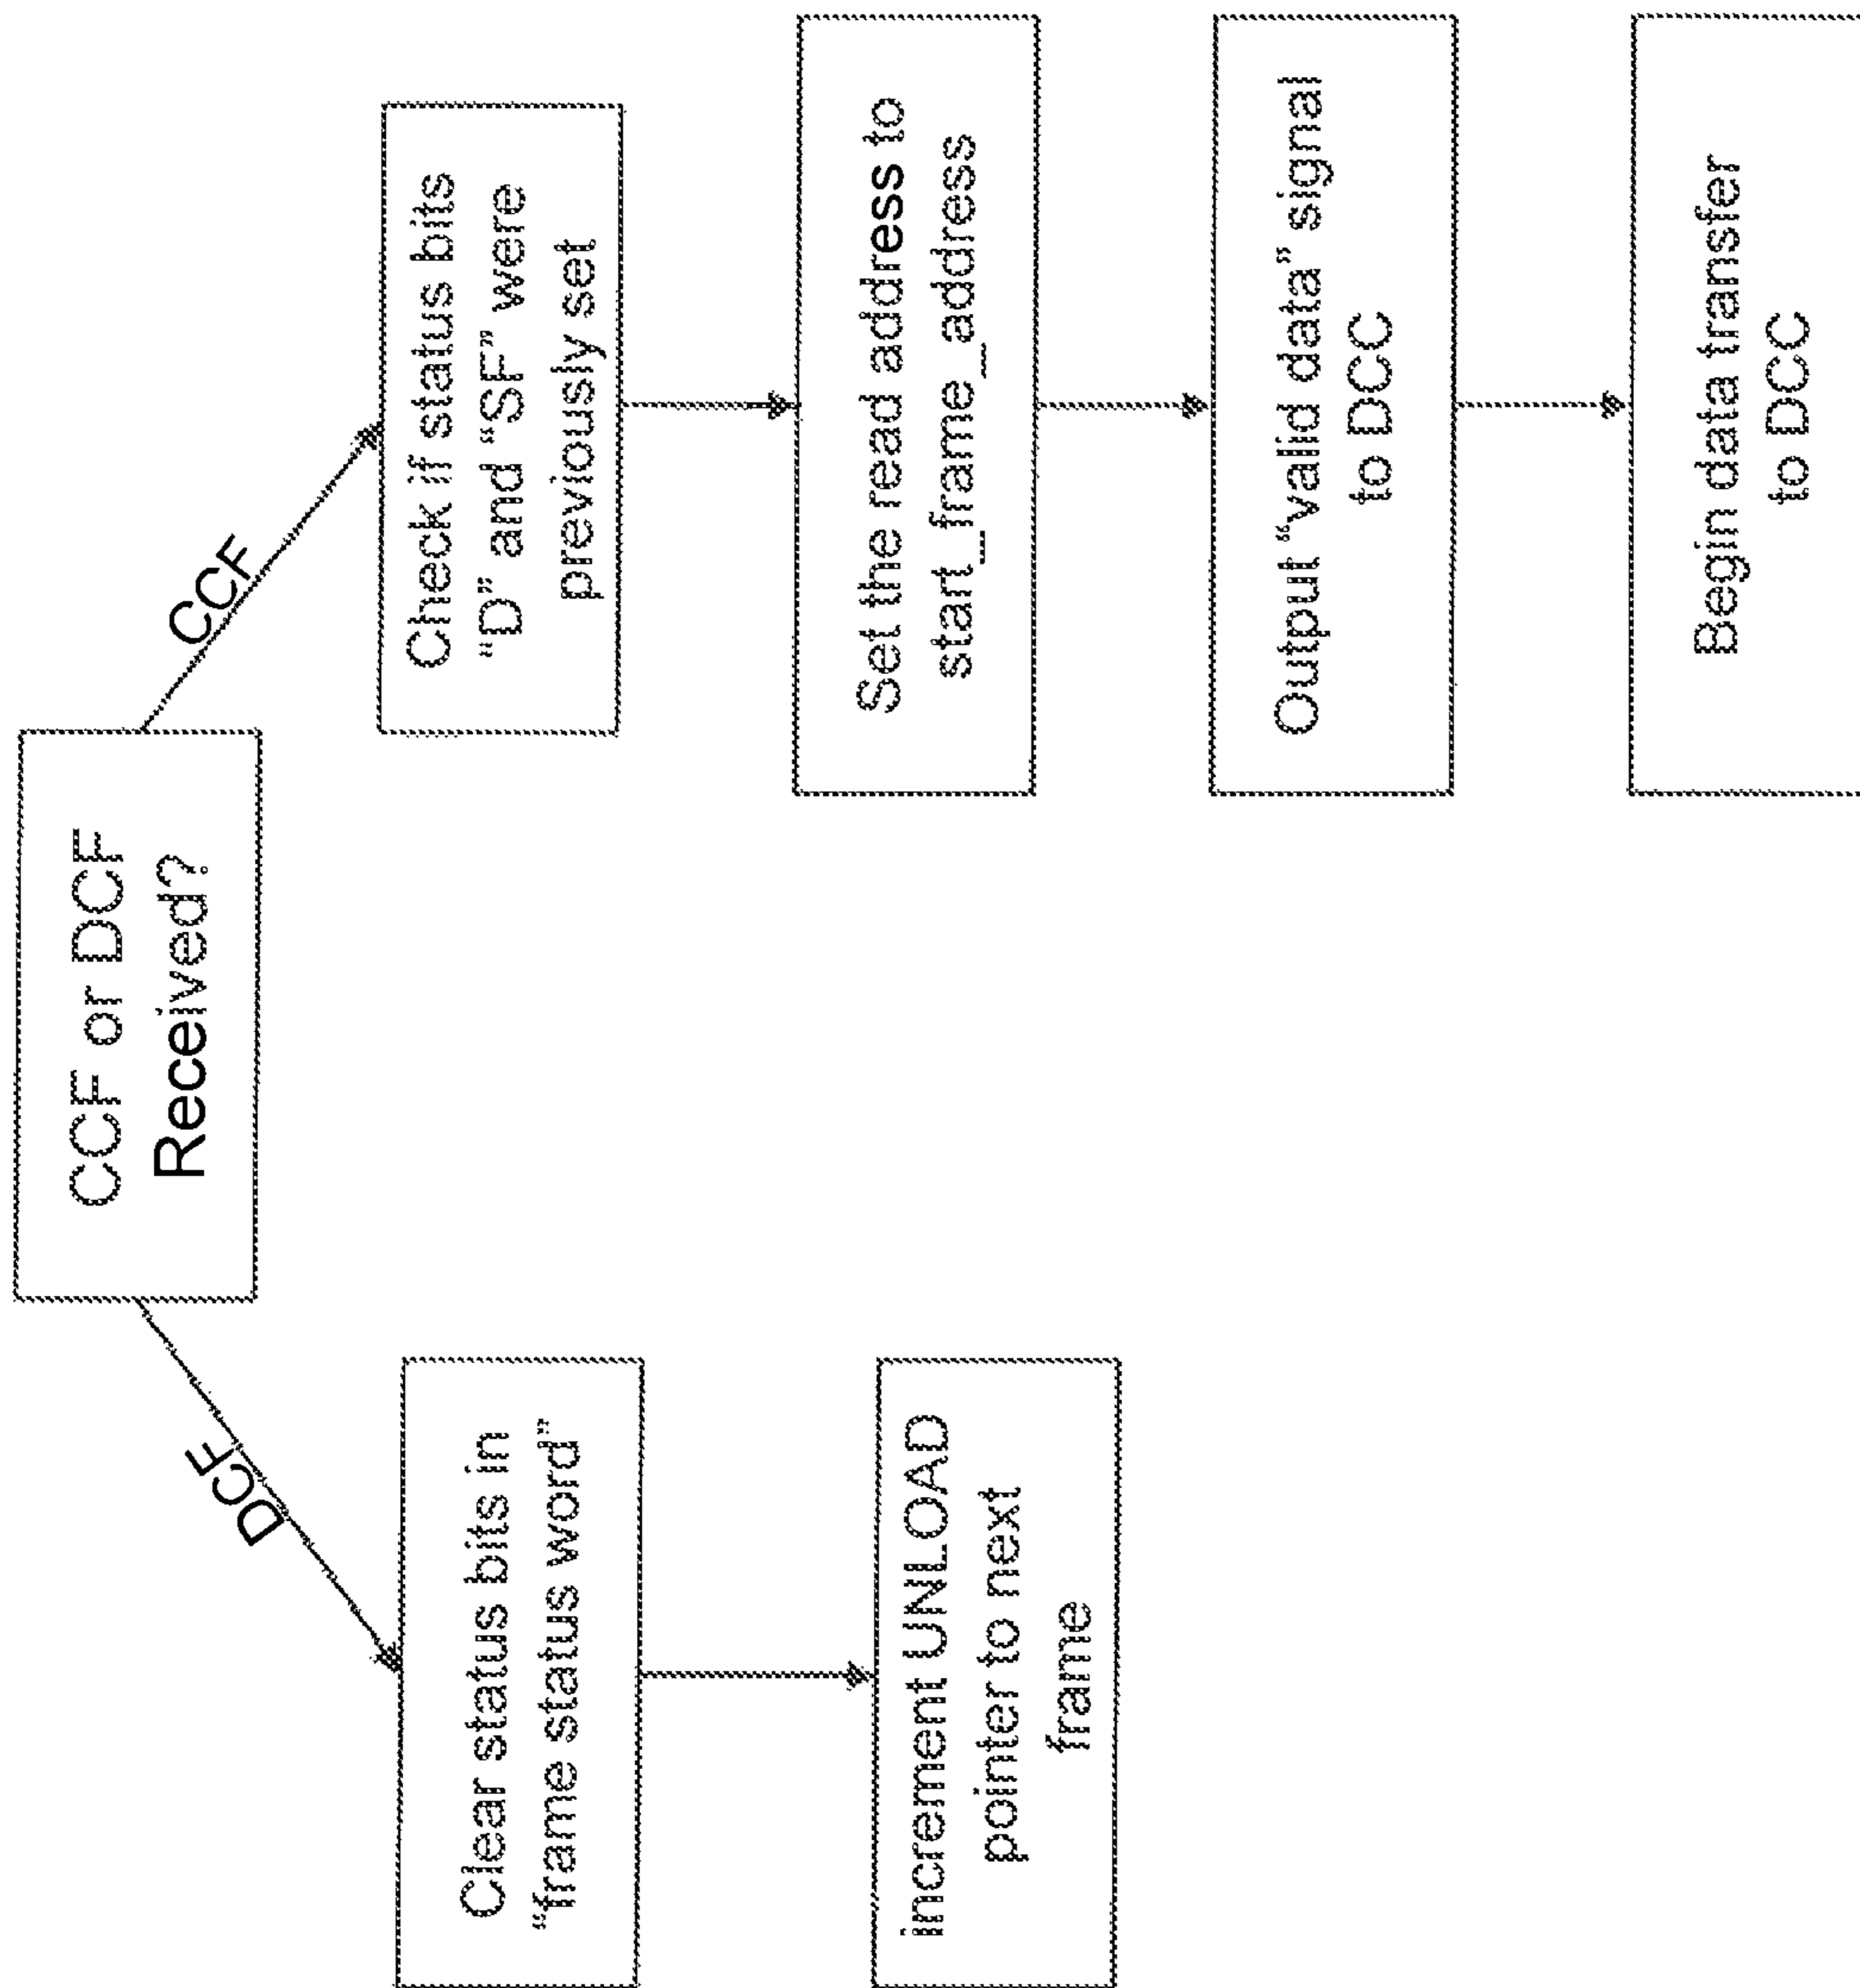 CCF or DCF
Received?
DCF
CCF
Clear status bits in
“frame status word”
increment UNLOAD
pointer to next
frame
Check if status bits
“D” and “SF” were
previously set
Set the read address to
start_frame_address
Output “valid data” signal
to DCC
Begin data transfer
to DCC